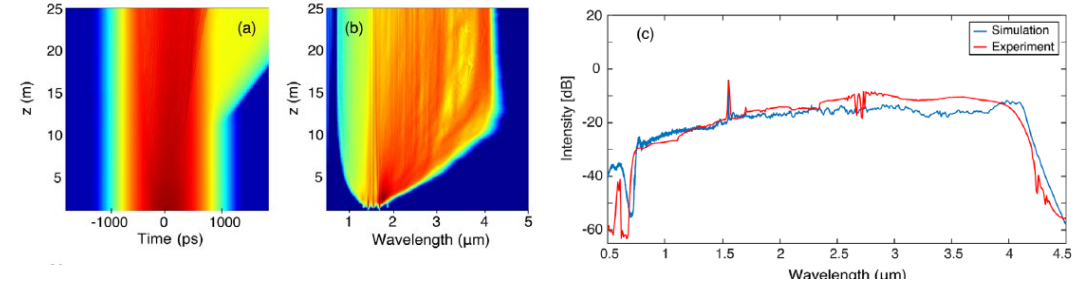 25
20
15
10
5
z (m)
(a)
-1000
0
1000
Time (ps)
25
20
15
10
5
z (m)
(b)
1
2
3
4
5
Wavelength (μm)
20
0
-20
-40
-60
Intensity [dB]
(c)
Simulation
Experiment
0.5
1
1.5
2
2.5
3
3.5
4
4.5
Wavelength (μm)